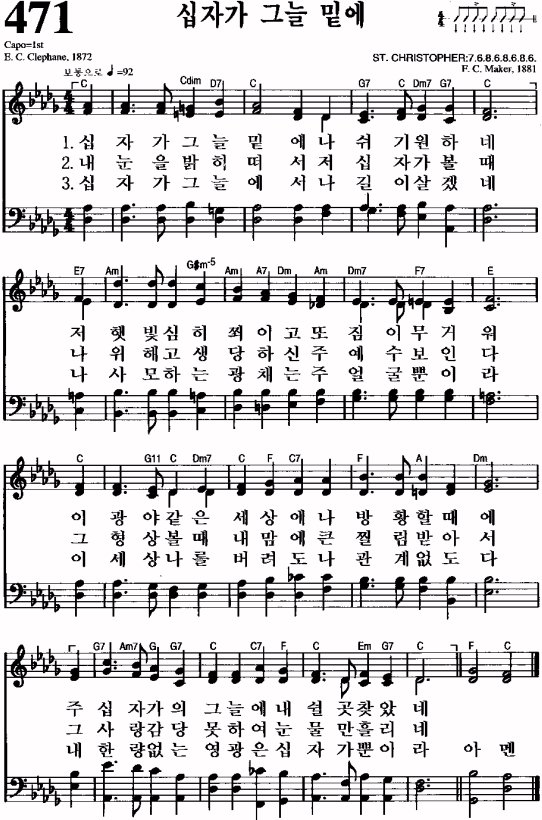 471
십자가 그늘 밑에
Capo=1st
E. C. Clephane, 1872
보통으로 ♩=92
ST. CHRISTOPHER:7.6.8.6.8.6.8.6.
F. C. Maker, 1881
C Cdim D7 C G7 C Dm7 G7 C
1. 십 자 가 그 늘 밑 에 나 쉬 기 원 하 네
2. 내 눈 을 밝 히 떠 서 저 십 자 가 볼 때
3. 십 자 가 그 늘 에 서 나 길 이 살 겠 네
E7 Am G#m-5 Am A7 Dm Am Dm7 F7 E
저 햇 빛 심 히 쬐 이 고 또 짐 이 무 거 워
나 위 해 고 생 당 하 신 주 예 수 보 인 다
나 사 모 하 는 광 채 는 주 얼 굴 뿐 이 라
C G11 C Dm7 C F C7 F A Dm
이 광 야 같 은 세 상 에 나 방 황 할 때 에
그 형 상 볼 때 내 맘 에 큰 찔 림 받 아 서
이 세 상 나 를 버 려 도 나 관 계 없 도 다
G7 Am7 G G7 C C7 F C Em G7 C F C
주 십 자 가 의 그 늘 에 내 쉴 곳 찾 았 네
그 사 랑 감 당 못 하 여 눈 물 만 흘 리 네
내 한 량 없 는 영 광 은 십 자 가 뿐 이 라 아 멘